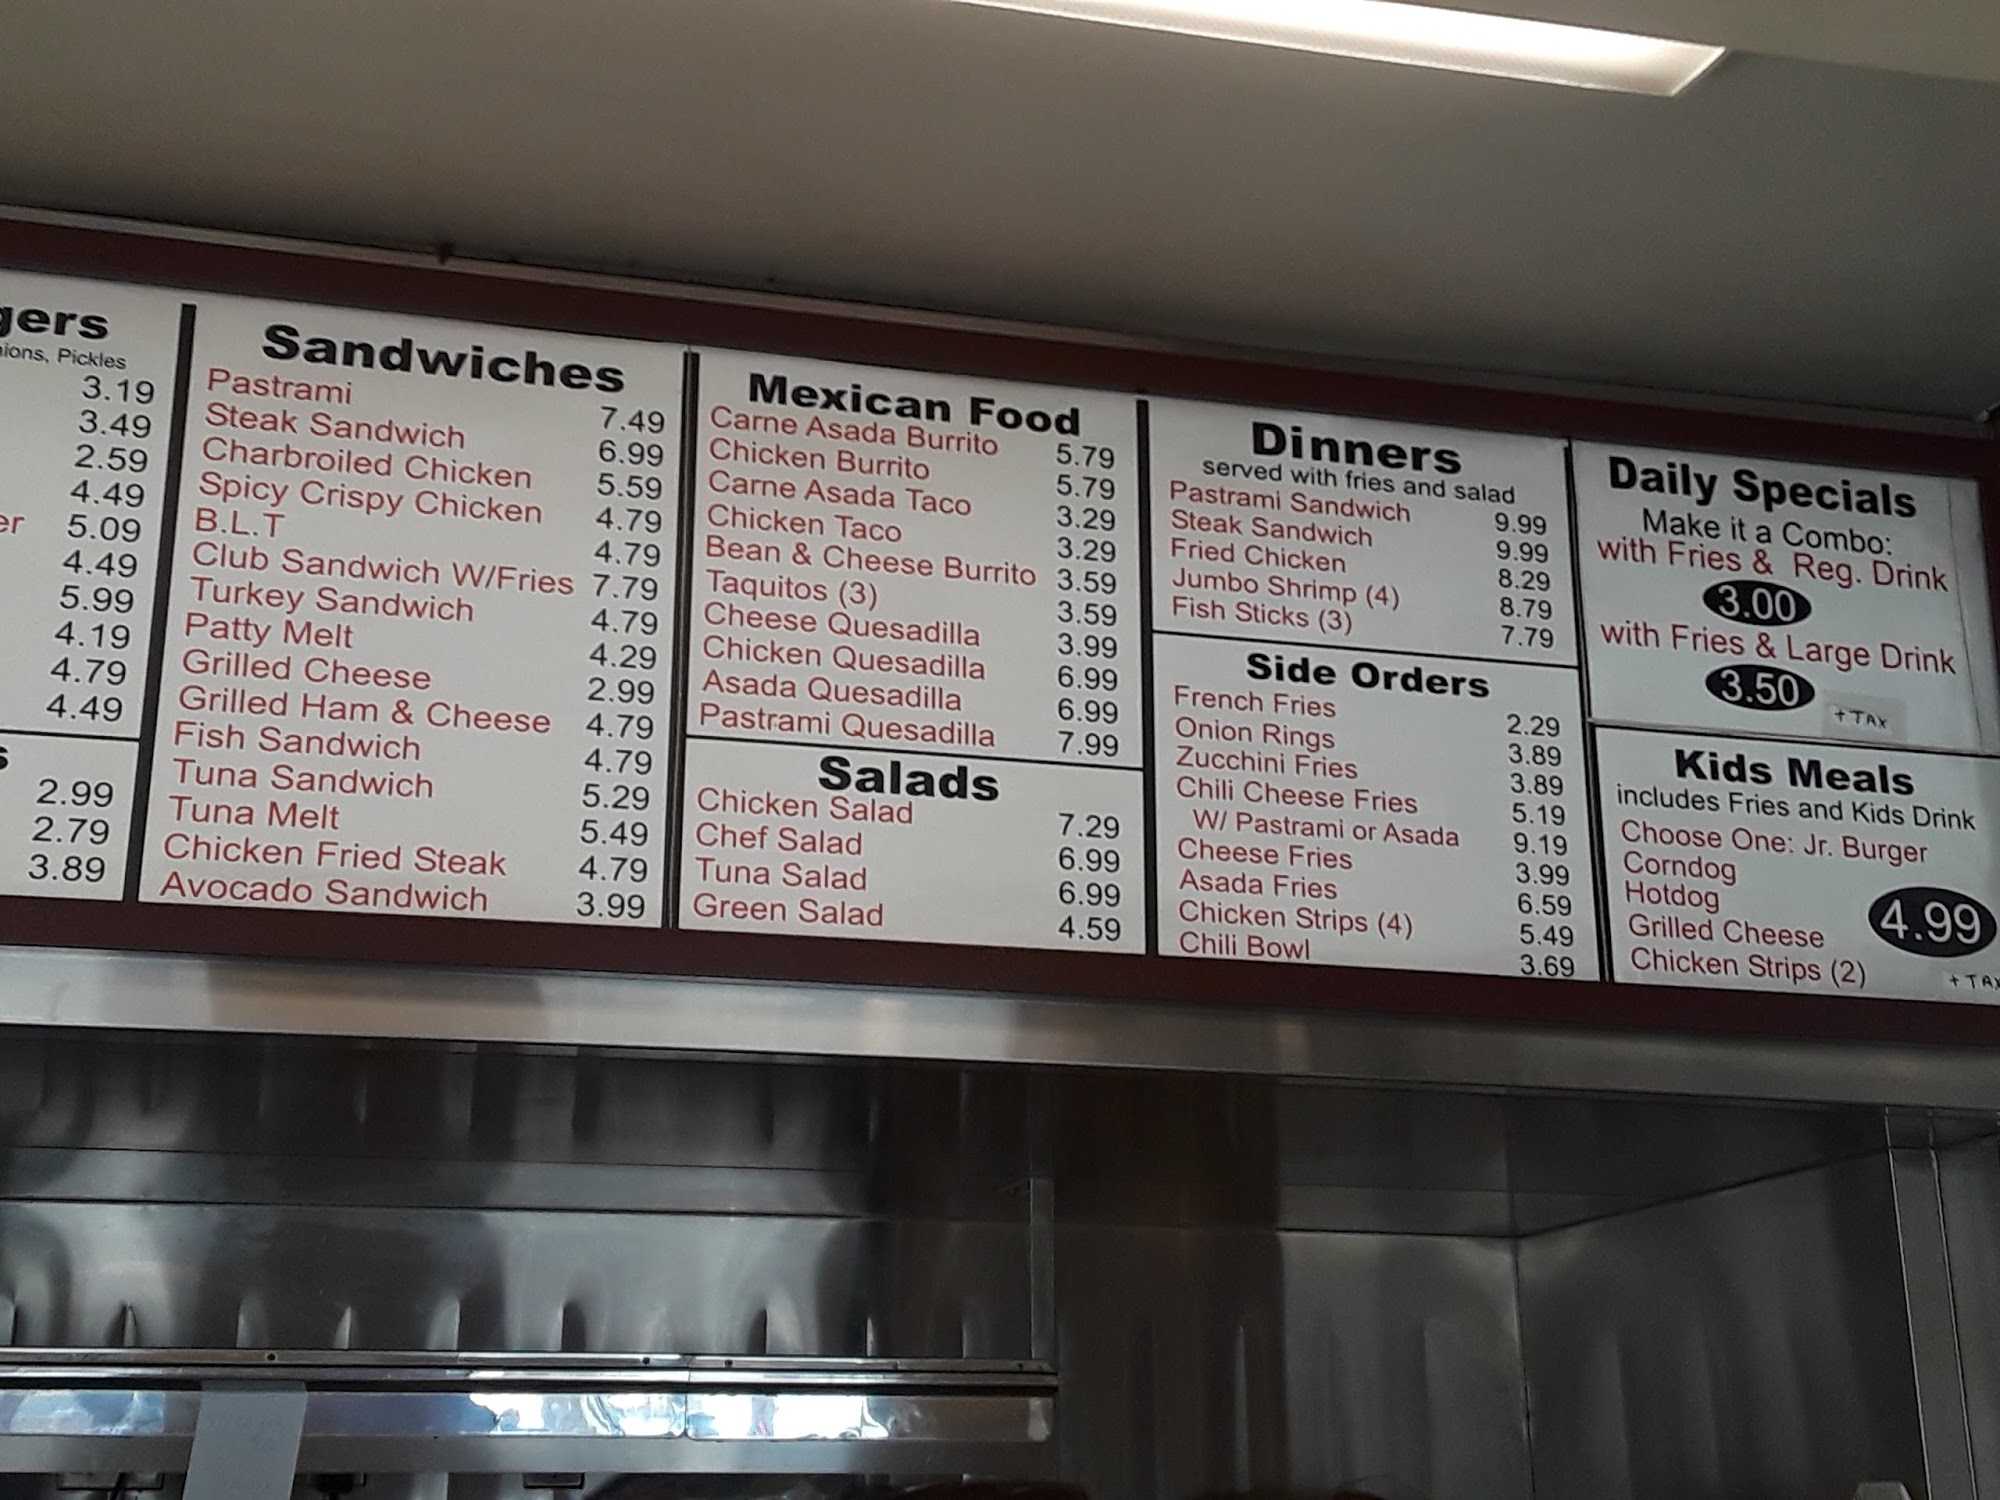 gers
ions, Pickles
3.19
3.49
2.59
4.49
er 5.09
4.49
5.99
4.19
4.79
4.49
s
2.99
2.79
3.89
Sandwiches
Pastrami 7.49
Steak Sandwich 6.99
Charbroiled Chicken 5.59
Spicy Crispy Chicken 4.79
B.L.T 4.79
Club Sandwich W/Fries 7.79
Turkey Sandwich 4.79
Patty Melt 4.29
Grilled Cheese 2.99
Grilled Ham & Cheese 4.79
Fish Sandwich 4.79
Tuna Sandwich 5.29
Tuna Melt 5.49
Chicken Fried Steak 4.79
Avocado Sandwich 3.99
Mexican Food
Carne Asada Burrito 5.79
Chicken Burrito 5.79
Carne Asada Taco 3.29
Chicken Taco 3.29
Bean & Cheese Burrito 3.59
Taquitos (3) 3.59
Cheese Quesadilla 3.99
Chicken Quesadilla 6.99
Asada Quesadilla 6.99
Pastrami Quesadilla 7.99
Salads
Chicken Salad 7.29
Chef Salad 6.99
Tuna Salad 6.99
Green Salad 4.59
Dinners
served with fries and salad
Pastrami Sandwich 9.99
Steak Sandwich 9.99
Fried Chicken 8.29
Jumbo Shrimp (4) 8.79
Fish Sticks (3) 7.79
Side Orders
French Fries 2.29
Onion Rings 3.89
Zucchini Fries 3.89
Chili Cheese Fries 5.19
W/ Pastrami or Asada 9.19
Cheese Fries 3.99
Asada Fries 6.59
Chicken Strips (4) 5.49
Chili Bowl 3.69
Daily Specials
Make it a Combo:
with Fries & Reg. Drink
3.00
with Fries & Large Drink
3.50
+ TAX
Kids Meals
includes Fries and Kids Drink
Choose One: Jr. Burger
Corndog
Hotdog
Grilled Cheese
Chicken Strips (2)
4.99
+ TAX